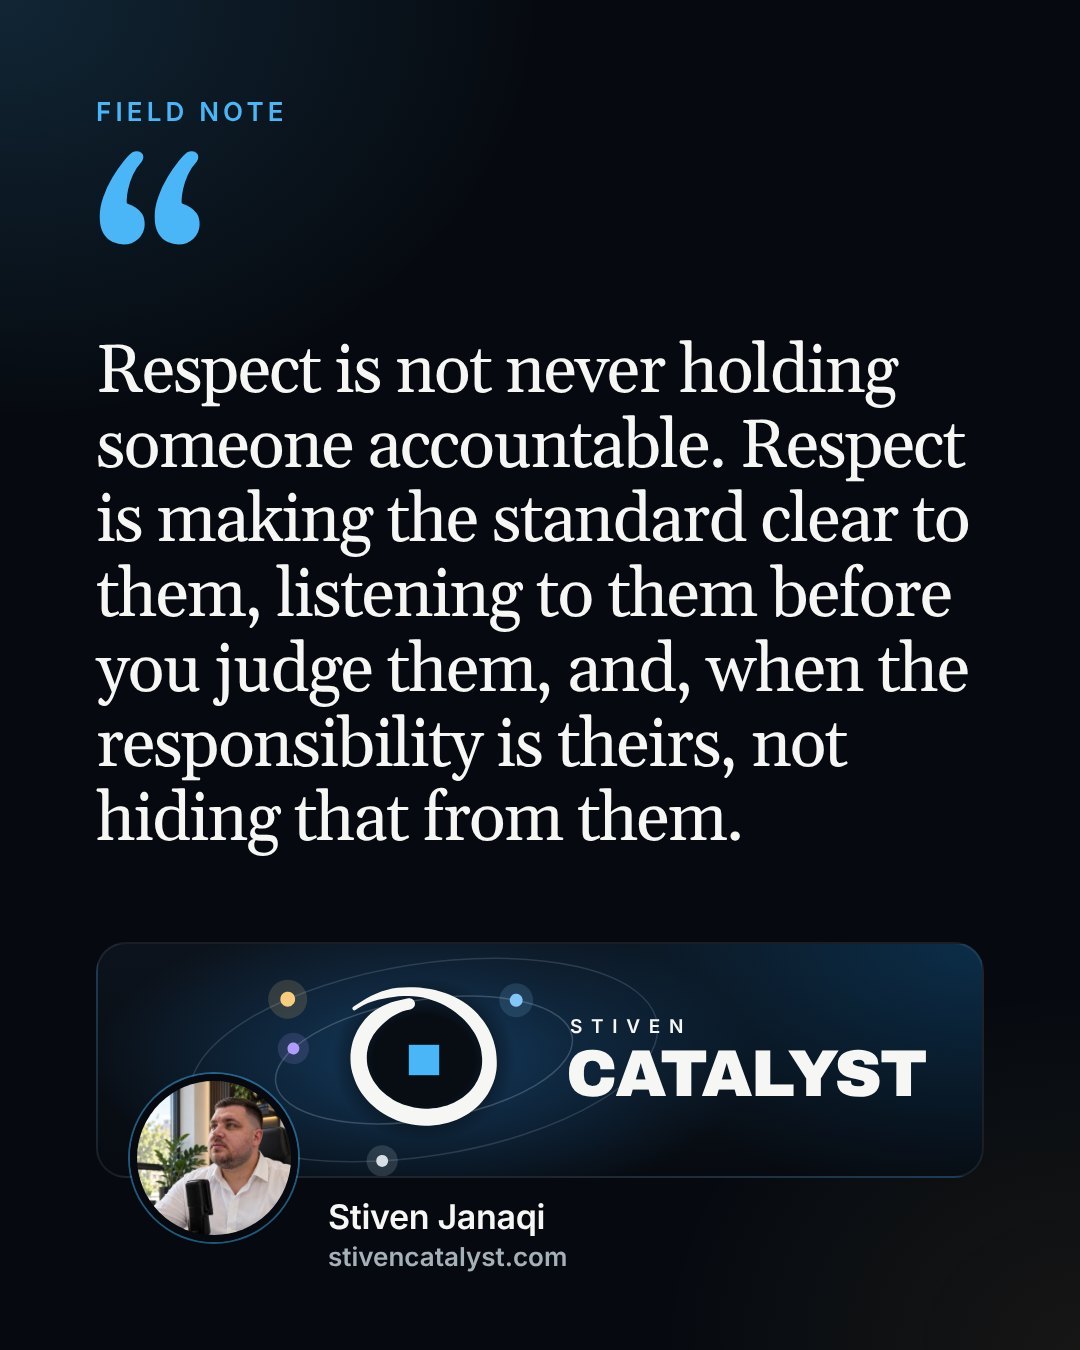 FIELD NOTE
“
Respect is not never holding
someone accountable. Respect
is making the standard clear to
them, listening to them before
you judge them, and, when the
responsibility is theirs, not
hiding that from them.
STIVEN
CATALYST
Stiven Janaqi
stivencatalyst.com